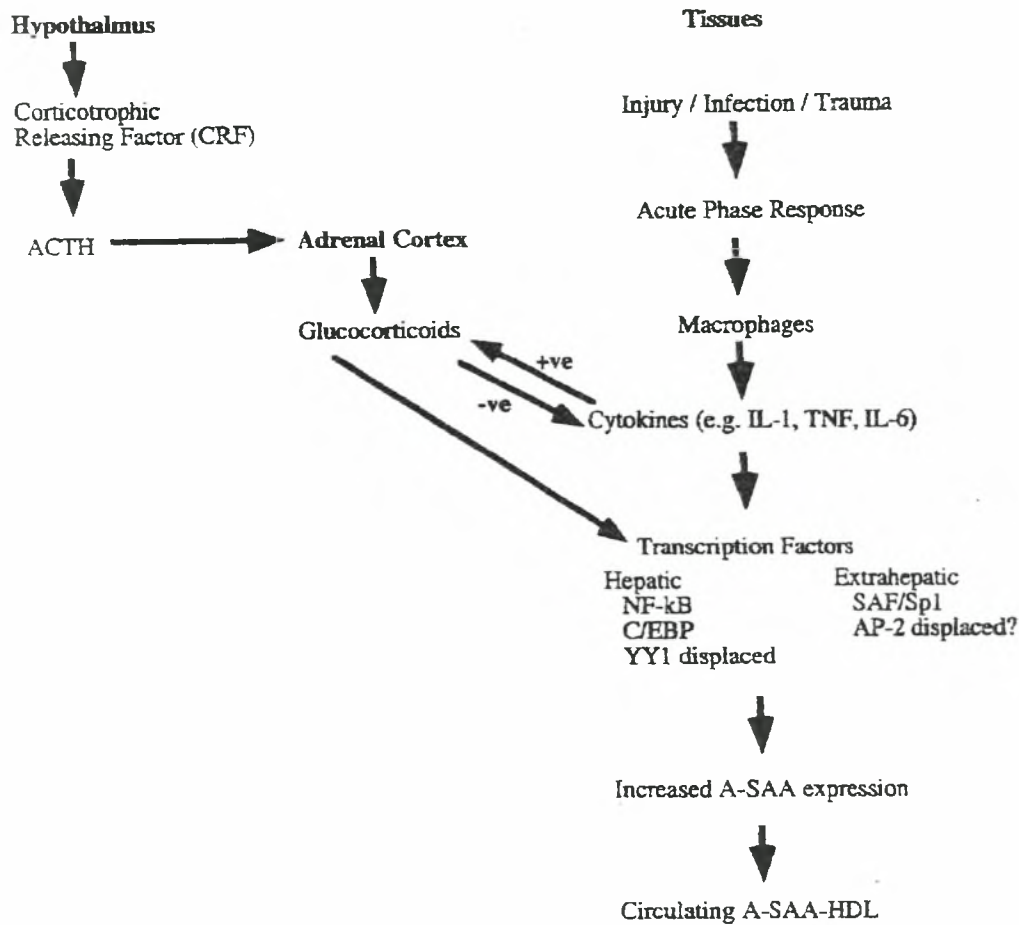 Hypothalmus
Corticotrophic
Releasing Factor (CRF)
ACTH
Adrenal Cortex
Glucocorticoids
Tissues
Injury / Infection / Trauma
Acute Phase Response
Macrophages
+ve
-ve
Cytokines (e.g. IL-1, TNF, IL-6)
Transcription Factors
Hepatic
NF-kB
C/EBP
YY1 displaced
Extrahepatic
SAF/Sp1
AP-2 displaced?
Increased A-SAA expression
Circulating A-SAA-HDL